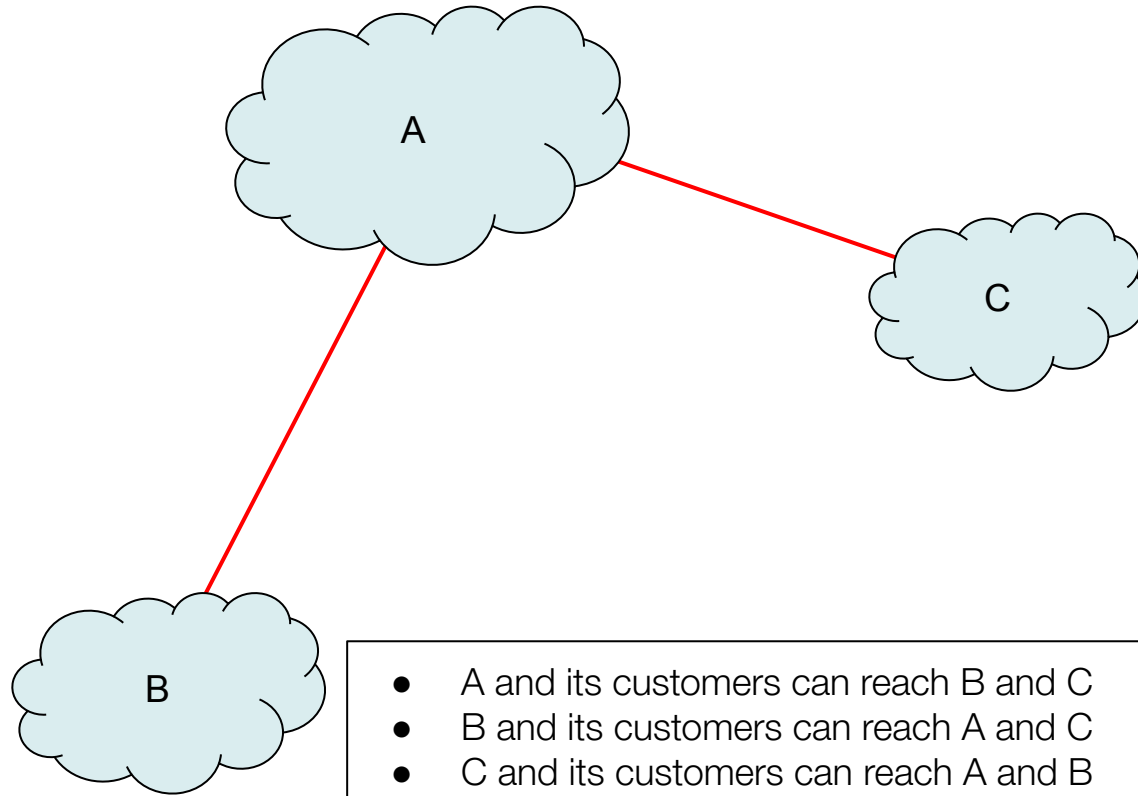 A
C
B
● A and its customers can reach B and C
● B and its customers can reach A and C
● C and its customers can reach A and B